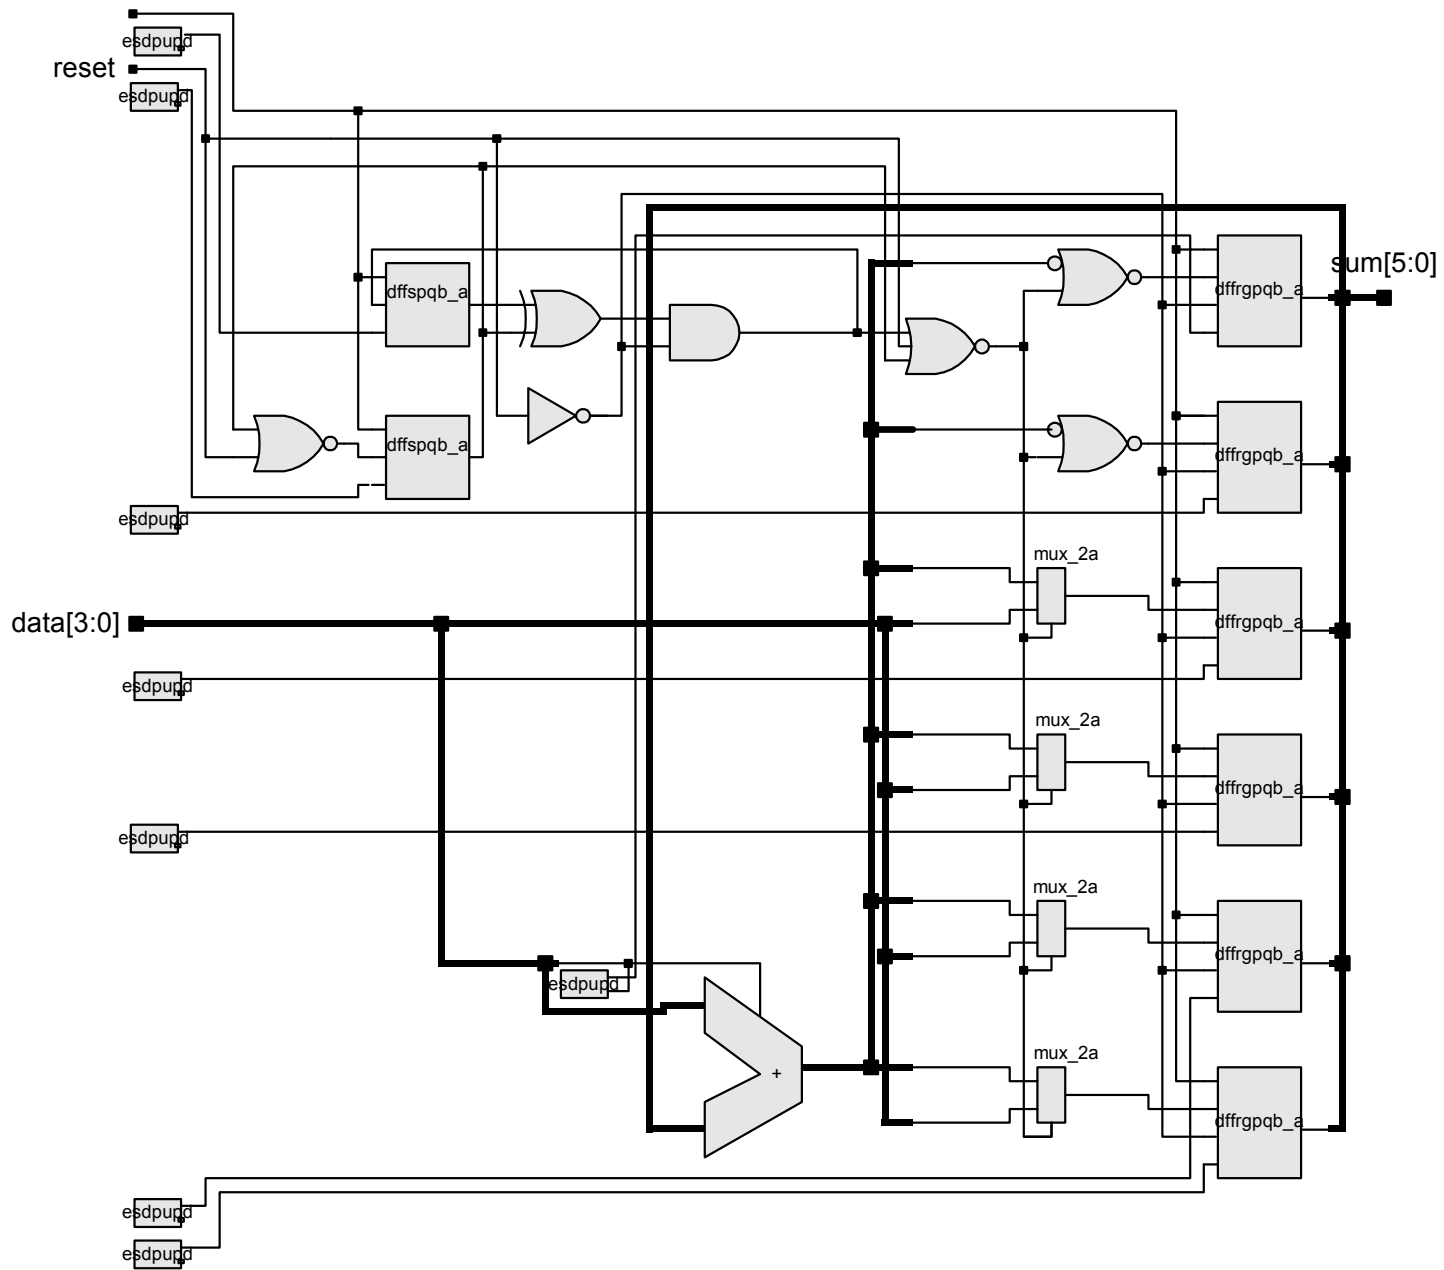 esdpupd
reset
esdpupd
sum[5:0]
dffspqb_a
dffrgpqb_a
dffspqb_a
dffrgpqb_a
esdpupd
mux_2a
data[3:0]
dffrgpqb_a
esdpupd
mux_2a
dffrgpqb_a
esdpupd
mux_2a
dffrgpqb_a
esdpupd
mux_2a
+
dffrgpqb_a
esdpupd
esdpupd